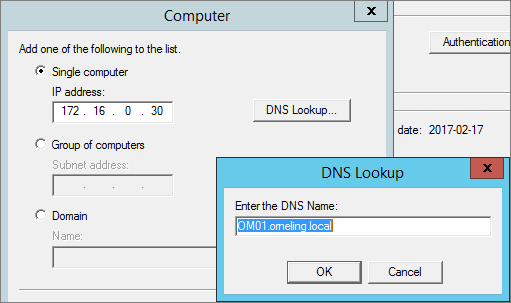 Computer
X
Add one of the following to the list.
Single computer
IP address:
172 . 16 . 0 . 30
DNS Lookup...
Group of computers
Subnet address:
. . .
Domain
Name:
Authentication
date: 2017-02-17
DNS Lookup
X
Enter the DNS Name:
OM01.omeling.local
OK
Cancel